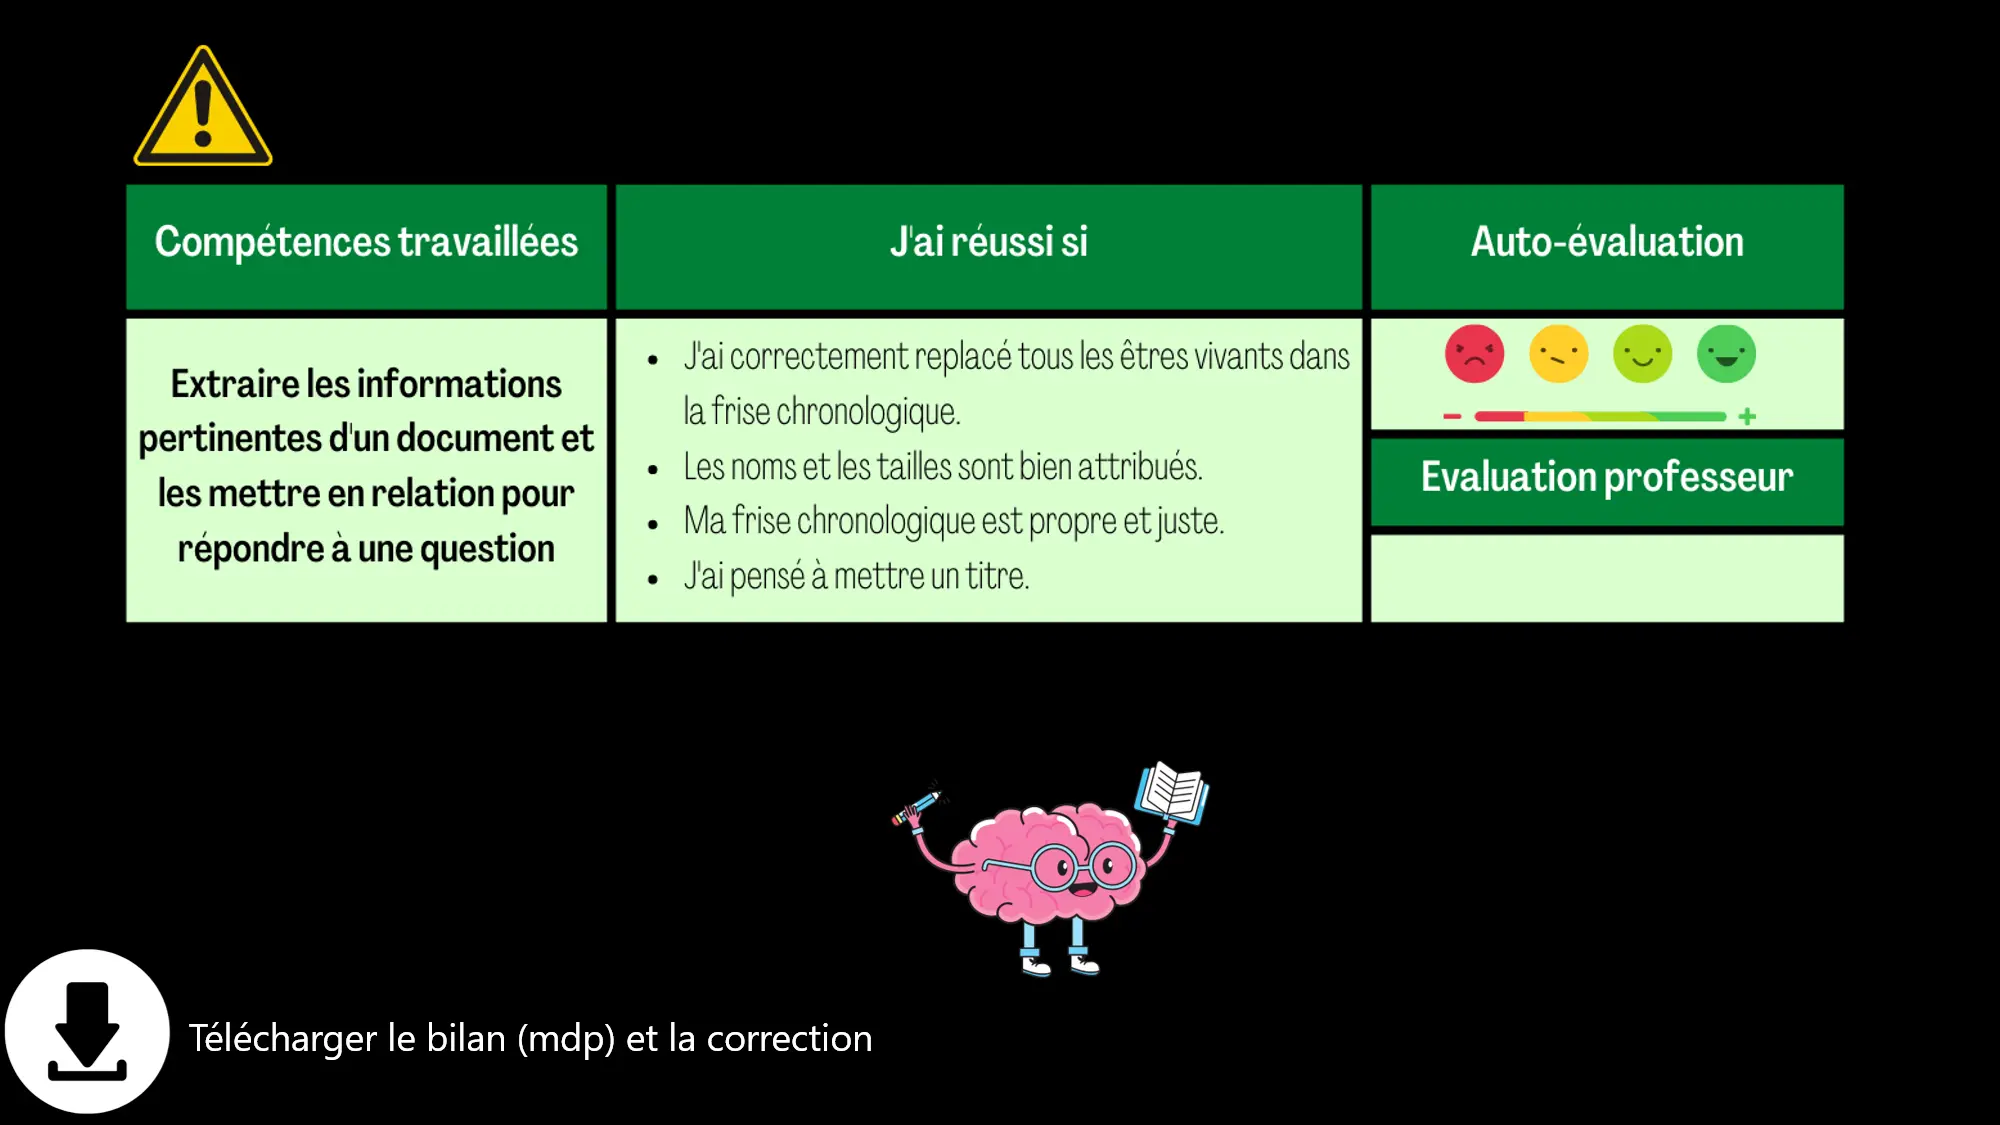 Compétences travaillées
J'ai réussi si
Auto-évaluation
Extraire les informations
pertinentes d'un document et
les mettre en relation pour
répondre à une question
• J'ai correctement replacé tous les êtres vivants dans
la frise chronologique.
• Les noms et les tailles sont bien attribués.
• Ma frise chronologique est propre et juste.
• J'ai pensé à mettre un titre.
- +
Evaluation professeur
Télécharger le bilan (mdp) et la correction